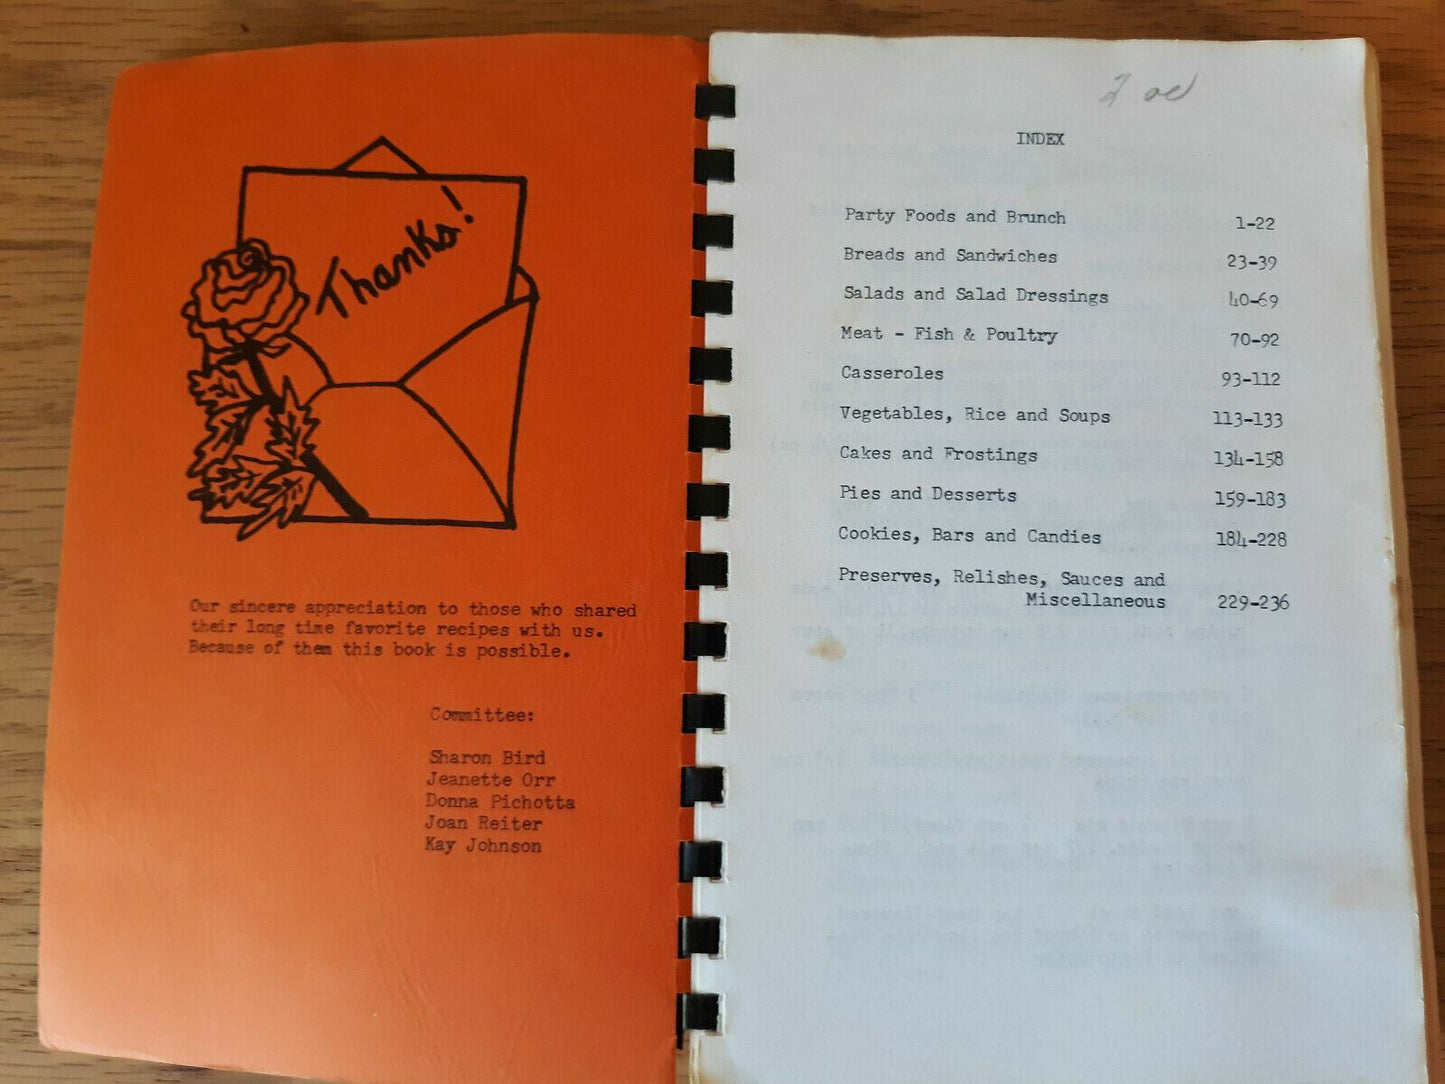 Thanks!
Our sincere appreciation to those who shared
their long time favorite recipes with us.
Because of them this book is possible.
Committee:
Sharon Bird
Jeanette Orr
Donna Pichotta
Joan Reiter
Kay Johnson
INDEX
Party Foods and Brunch 1-22
Breads and Sandwiches 23-39
Salads and Salad Dressings 40-69
Meat - Fish & Poultry 70-92
Casseroles 93-112
Vegetables, Rice and Soups 113-133
Cakes and Frostings 134-158
Pies and Desserts 159-183
Cookies, Bars and Candies 184-228
Preserves, Relishes, Sauces and
Miscellaneous 229-236